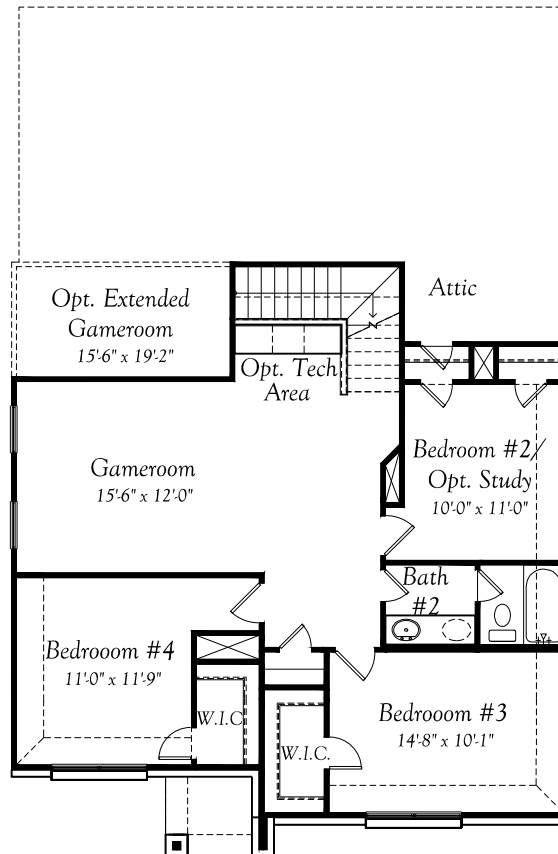 Opt. Extended
Gameroom
15'-6" x 19'-2"
Attic
Opt. Tech
Area
Gameroom
15'-6" x 12'-0"
Bedroom #2/
Opt. Study
10'-0" x 11'-0"
Bath
#2
Bedrooom #4
11'-0" x 11'-9"
W.I.C
Bedrooom #3
14'-8" x 10'-1"
W.I.C.